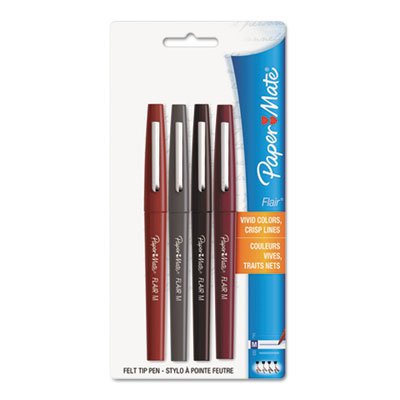 Paper Mate
Flair
VIVID COLORS,
CRISP LINES
COULEURS
VIVES,
TRAITS NETS
M
Paper Mate FLAIR M
Paper Mate FLAIR M
Paper Mate FLAIR M
Paper Mate FLAIR M
FELT TIP PEN - STYLO À POINTE FEUTRE